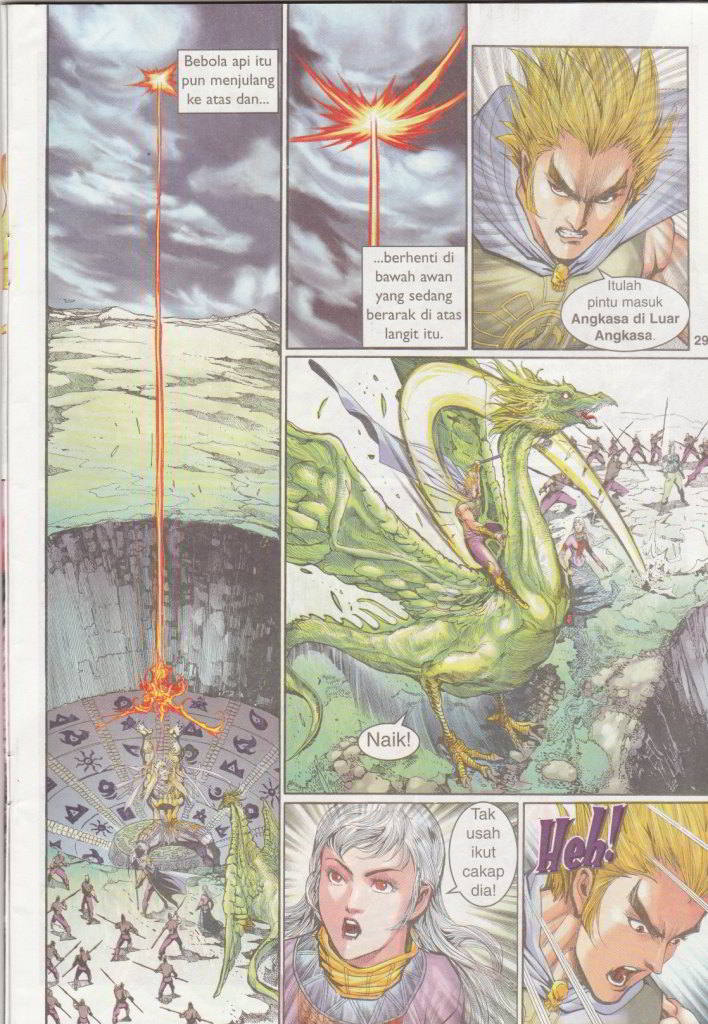 Bebola api itu
pun menjulang
ke atas dan...
...berhenti di
bawah awan
yang sedang
berarak di atas
langit itu.
Itulah
pintu masuk
Angkasa di Luar
Angkasa.
29
Naik!
Tak
usah
ikut
cakap
dia!
Heh!